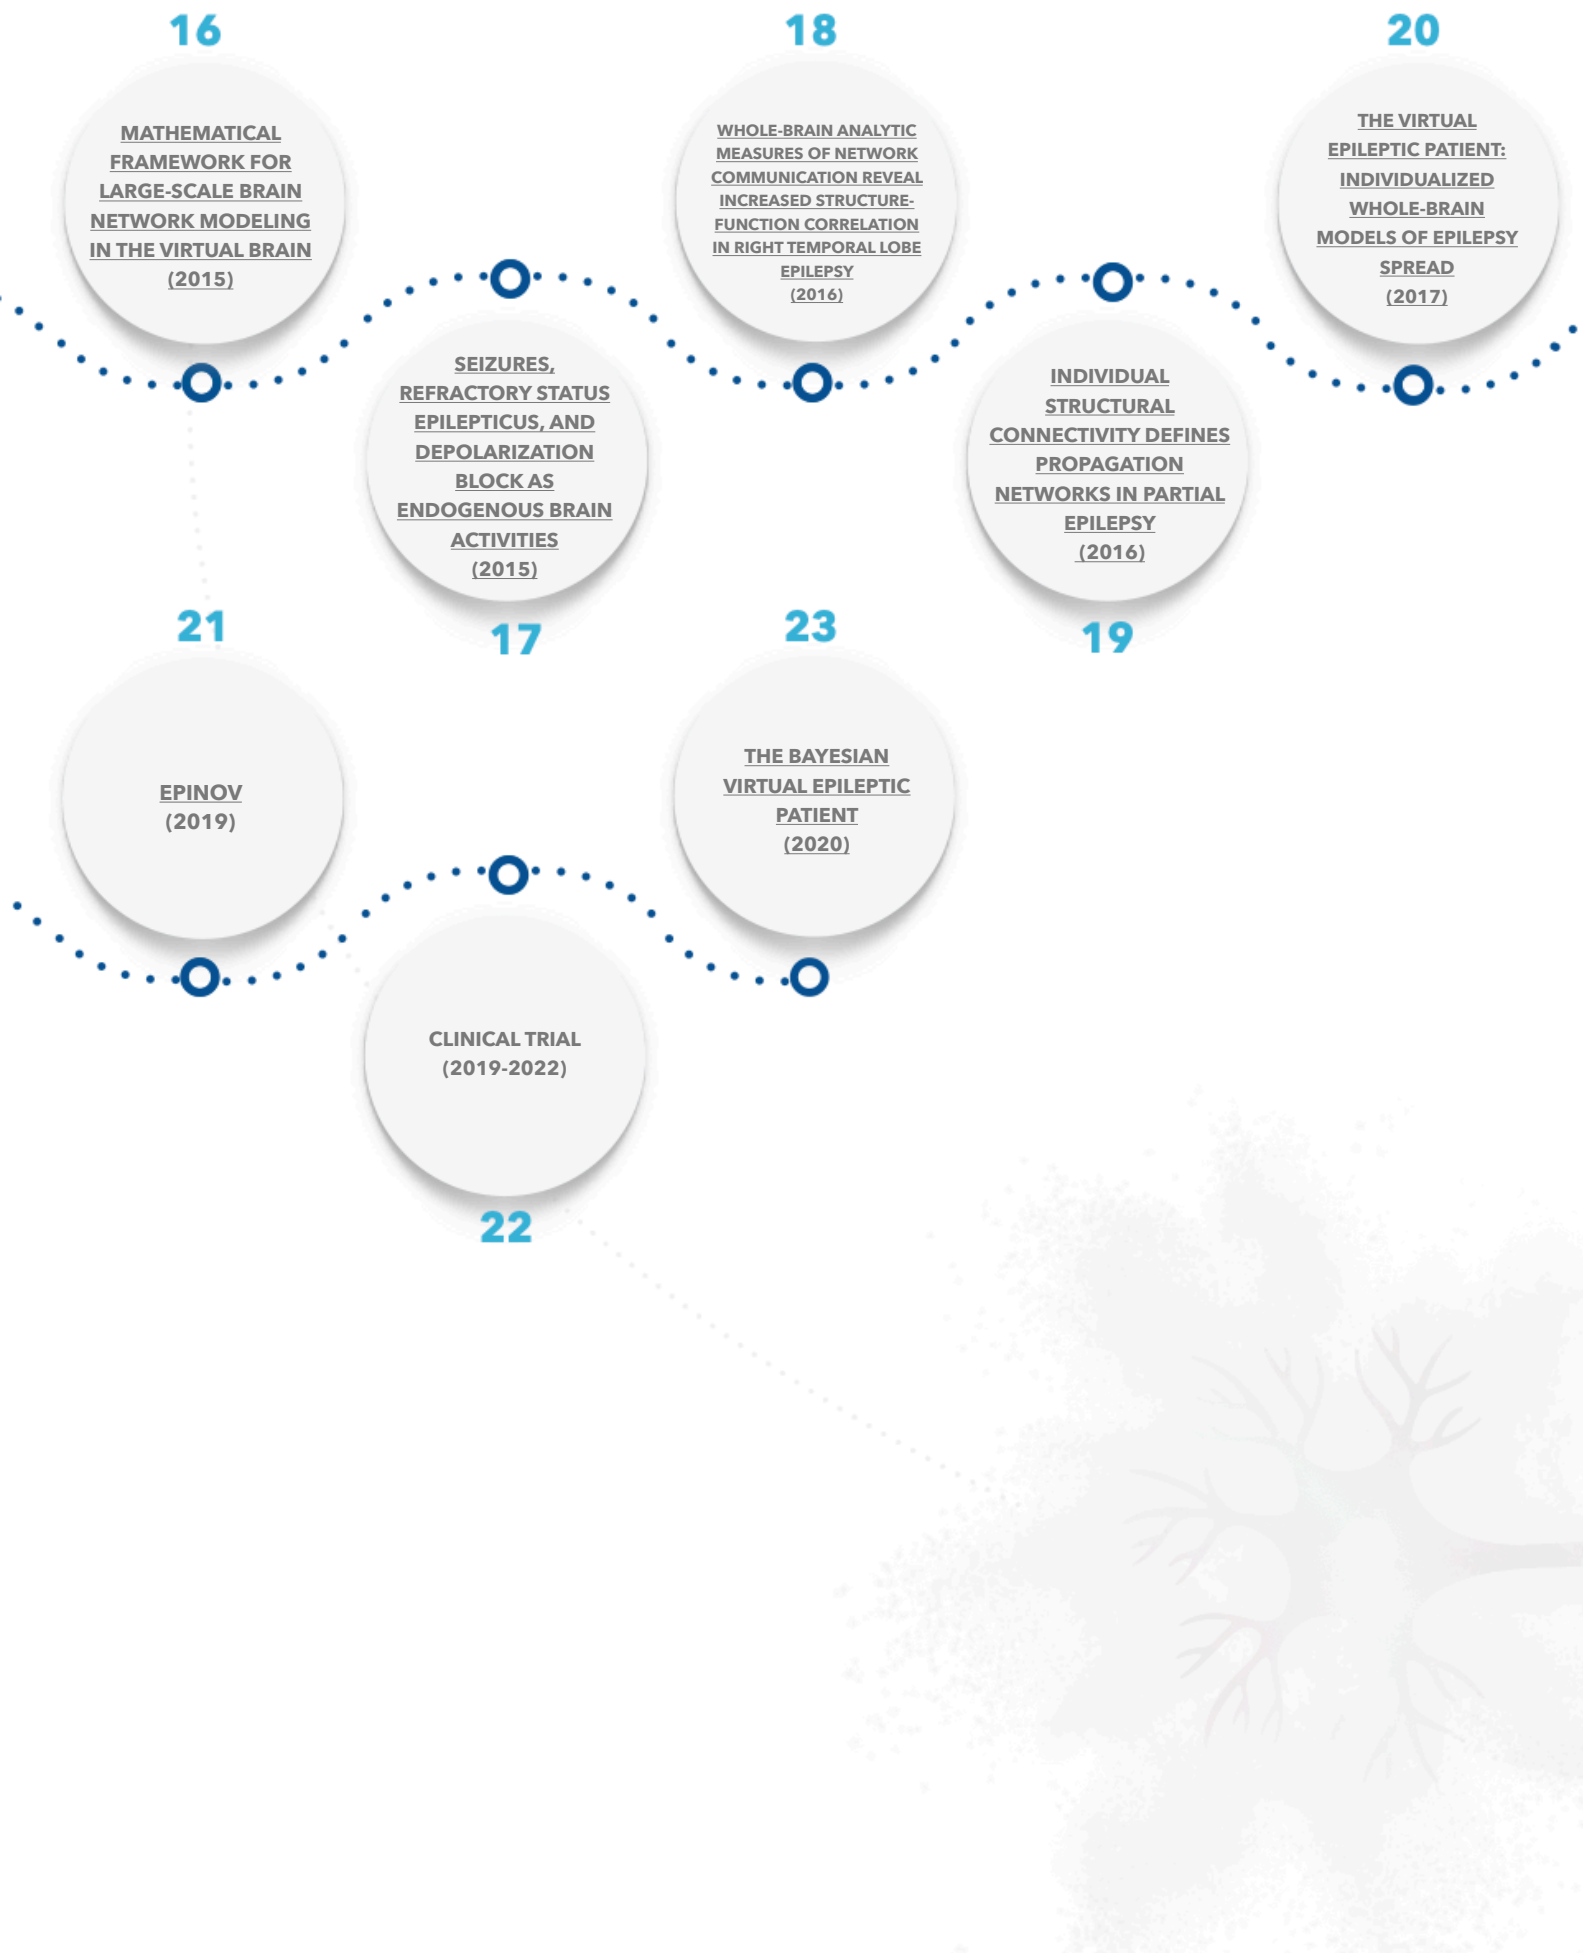 16
MATHEMATICAL
FRAMEWORK FOR
LARGE-SCALE BRAIN
NETWORK MODELING
IN THE VIRTUAL BRAIN
(2015)
SEIZURES,
REFRACTORY STATUS
EPILEPTICUS, AND
DEPOLARIZATION
BLOCK AS
ENDOGENOUS BRAIN
ACTIVITIES
(2015)
17
18
WHOLE-BRAIN ANALYTIC
MEASURES OF NETWORK
COMMUNICATION REVEAL
INCREASED STRUCTURE-
FUNCTION CORRELATION
IN RIGHT TEMPORAL LOBE
EPILEPSY
(2016)
INDIVIDUAL
STRUCTURAL
CONNECTIVITY DEFINES
PROPAGATION
NETWORKS IN PARTIAL
EPILEPSY
(2016)
19
20
THE VIRTUAL
EPILEPTIC PATIENT:
INDIVIDUALIZED
WHOLE-BRAIN
MODELS OF EPILEPSY
SPREAD
(2017)
21
EPINOV
(2019)
CLINICAL TRIAL
(2019-2022)
22
23
THE BAYESIAN
VIRTUAL EPILEPTIC
PATIENT
(2020)